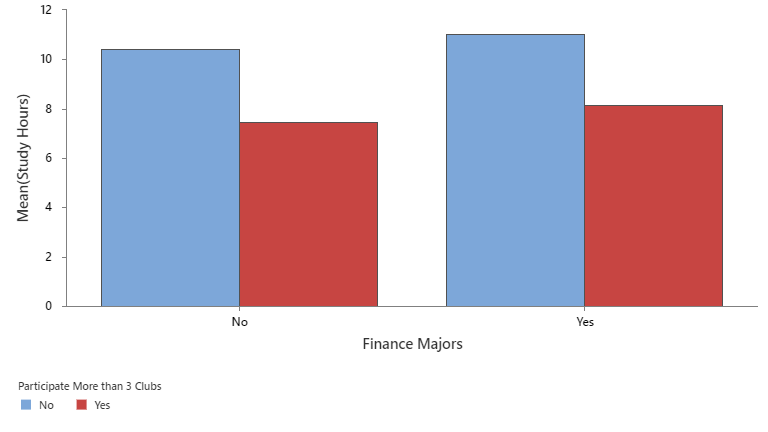 12
10
8
6
4
2
0
Mean(Study Hours)
No Yes
Finance Majors
Participate More than 3 Clubs
No Yes